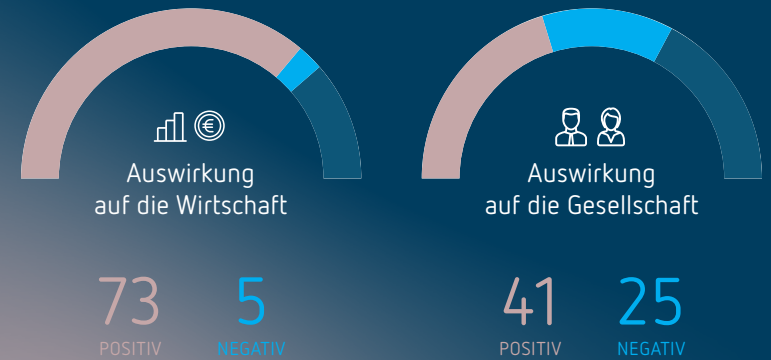 Auswirkung
auf die Wirtschaft
73 5
POSITIV NEGATIV
Auswirkung
auf die Gesellschaft
41 25
POSITIV NEGATIV